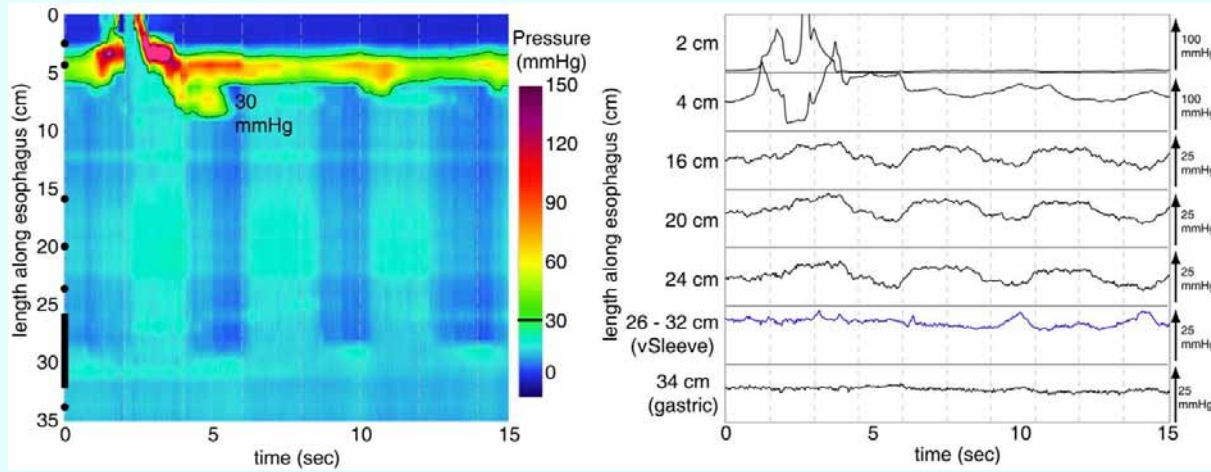 length along esophagus (cm)
0
5
10
15
20
25
30
35
30
mmHg
0
5
10
15
time (sec)
Pressure
(mmHg)
150
120
90
60
30
0
length along esophagus (cm)
2 cm
4 cm
16 cm
20 cm
24 cm
26 - 32 cm
(vSleeve)
34 cm
(gastric)
100
mmHg
100
mmHg
25
mmHg
25
mmHg
25
mmHg
25
mmHg
25
mmHg
0
5
10
15
time (sec)